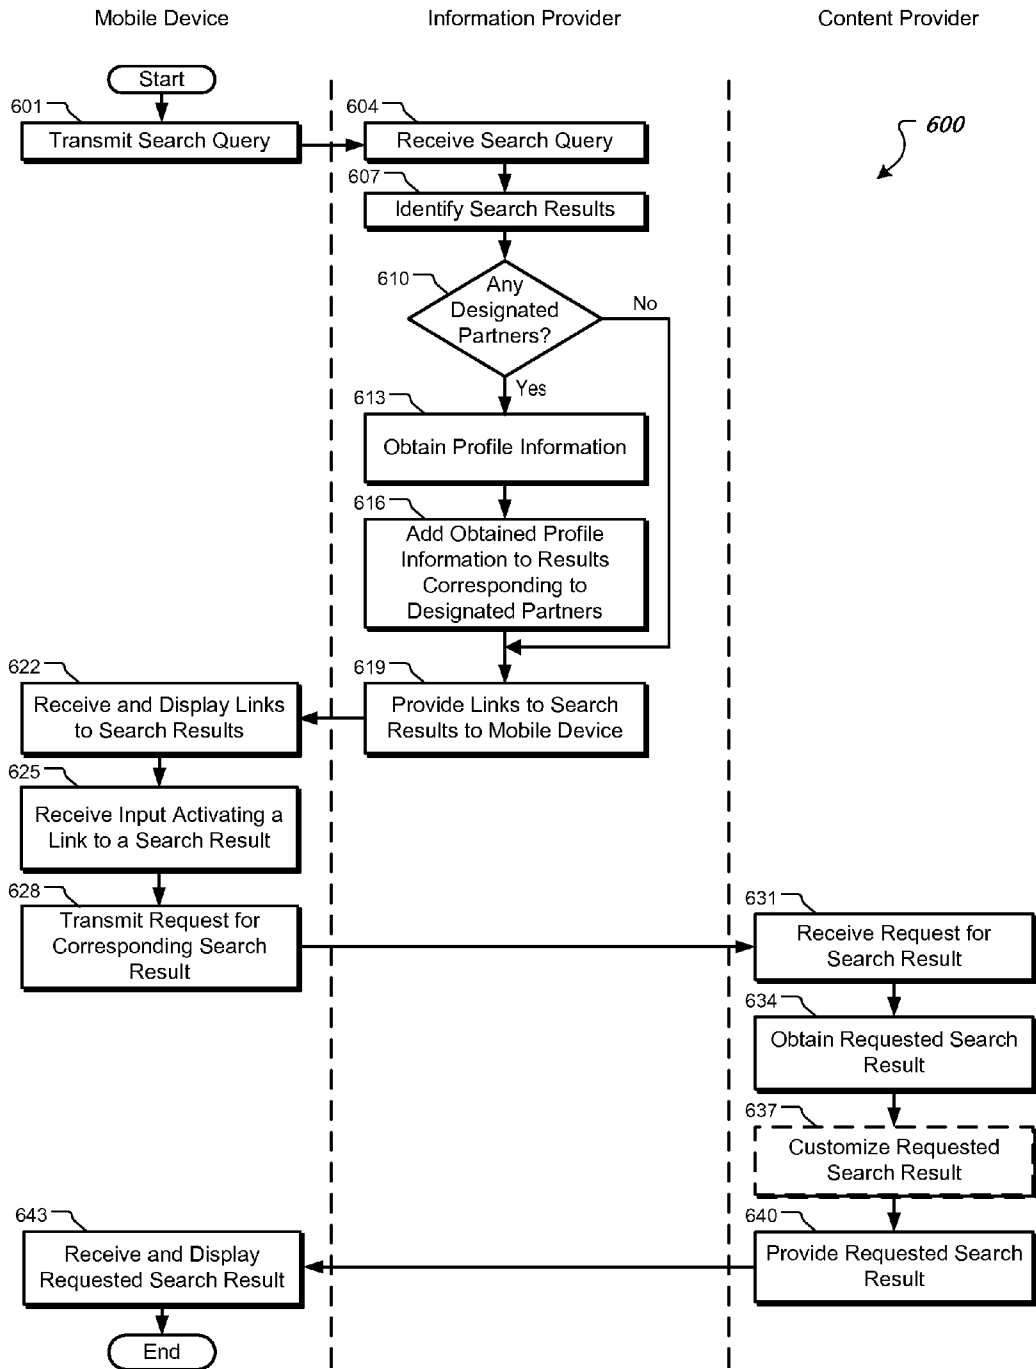 Mobile Device
Information Provider
Content Provider
Start
600
601
Transmit Search Query
604
Receive Search Query
607
Identify Search Results
610
Any
Designated
Partners?
No
Yes
613
Obtain Profile Information
616
Add Obtained Profile
Information to Results
Corresponding to
Designated Partners
619
Provide Links to Search
Results to Mobile Device
622
Receive and Display Links
to Search Results
625
Receive Input Activating a
Link to a Search Result
628
Transmit Request for
Corresponding Search
Result
631
Receive Request for
Search Result
634
Obtain Requested Search
Result
637
Customize Requested
Search Result
640
Provide Requested Search
Result
643
Receive and Display
Requested Search Result
End